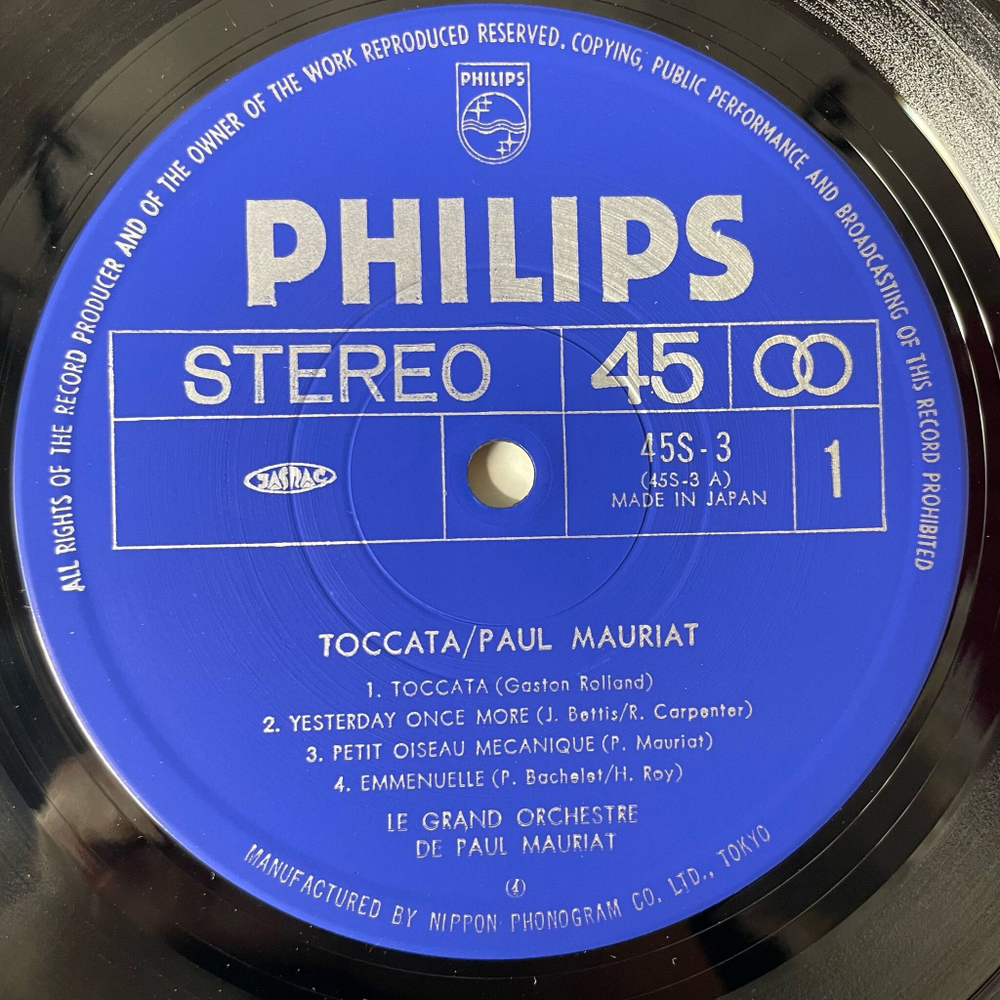 ALL RIGHTS OF THE RECORD PRODUCER AND OF THE OWNER OF THE WORK REPRODUCED RESERVED. COPYING, PUBLIC PERFORMANCE AND BROADCASTING OF THIS RECORD PROHIBITED
PHILIPS
PHILIPS
STEREO 45
JASRAC
45S-3
(45S-3 A)
MADE IN JAPAN
1
TOCCATA/PAUL MAURIAT
1. TOCCATA (Gaston Rolland)
2. YESTERDAY ONCE MORE (J. Bettis/R. Carpenter)
3. PETIT OISEAU MECANIQUE (P. Mauriat)
4. EMMENUELLE (P. Bachelet/H. Roy)
LE GRAND ORCHESTRE
DE PAUL MAURIAT
(4)
MANUFACTURED BY NIPPON PHONOGRAM CO. LTD., TOKYO